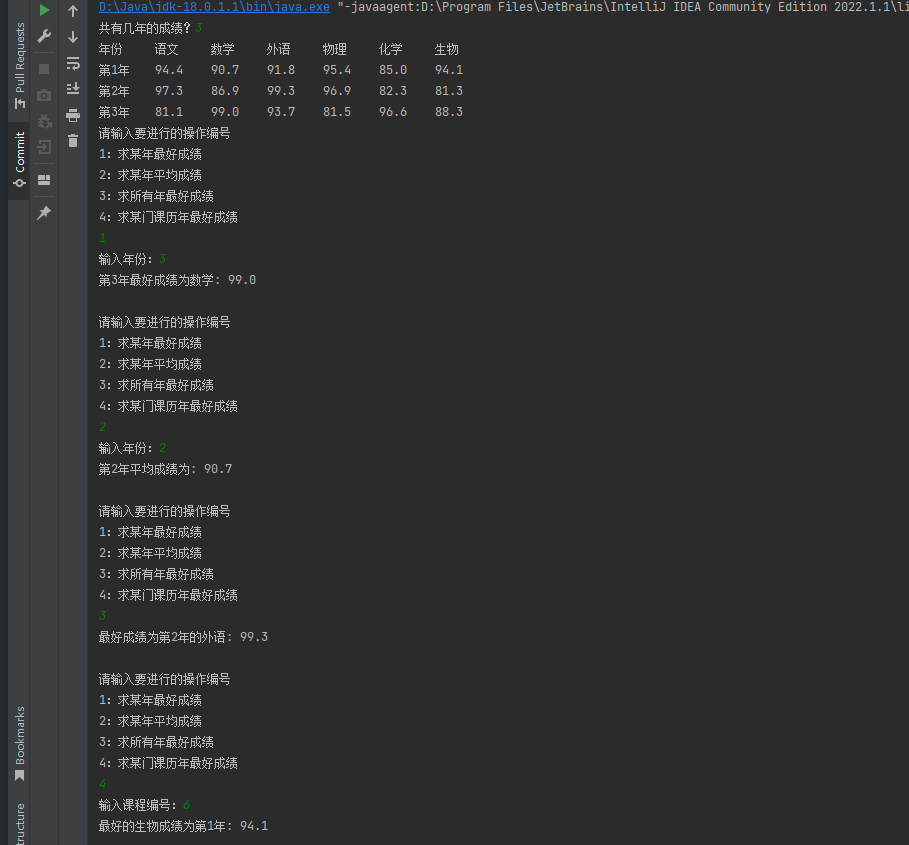 D:\Java\jdk-18.0.1.1\bin\java.exe "-javaagent:D:\Program Files\JetBrains\IntelliJ IDEA Community Edition 2022.1.1\li
共有几年的成绩?3
年份 语文 数学 外语 物理 化学 生物
第1年 94.4 90.7 91.8 95.4 85.0 94.1
第2年 97.3 86.9 99.3 96.9 82.3 81.3
第3年 81.1 99.0 93.7 81.5 96.6 88.3
请输入要进行的操作编号
1: 求某年最好成绩
2: 求某年平均成绩
3: 求所有年最好成绩
4: 求某门课历年最好成绩
1
输入年份: 3
第3年最好成绩为数学: 99.0
请输入要进行的操作编号
1: 求某年最好成绩
2: 求某年平均成绩
3: 求所有年最好成绩
4: 求某门课历年最好成绩
2
输入年份: 2
第2年平均成绩为: 90.7
请输入要进行的操作编号
1: 求某年最好成绩
2: 求某年平均成绩
3: 求所有年最好成绩
4: 求某门课历年最好成绩
3
最好成绩为第2年的外语: 99.3
请输入要进行的操作编号
1: 求某年最好成绩
2: 求某年平均成绩
3: 求所有年最好成绩
4: 求某门课历年最好成绩
4
输入课程编号: 6
最好的生物成绩为第1年: 94.1
Pull Requests
Commit
Bookmarks
tructure